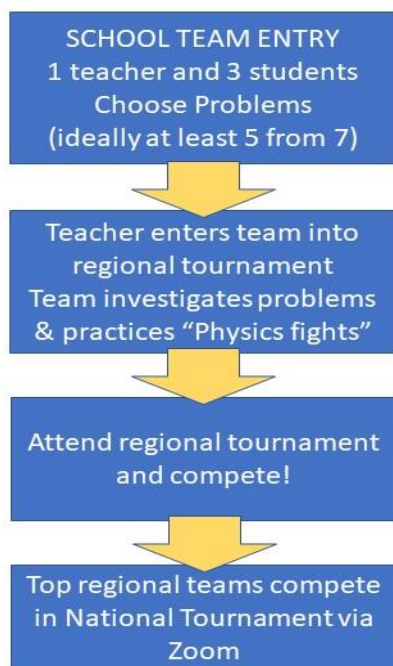 SCHOOL TEAM ENTRY
1 teacher and 3 students
Choose Problems
(ideally at least 5 from 7)
Teacher enters team into
regional tournament
Team investigates problems
& practices “Physics fights”
Attend regional tournament
and compete!
Top regional teams compete
in National Tournament via
Zoom